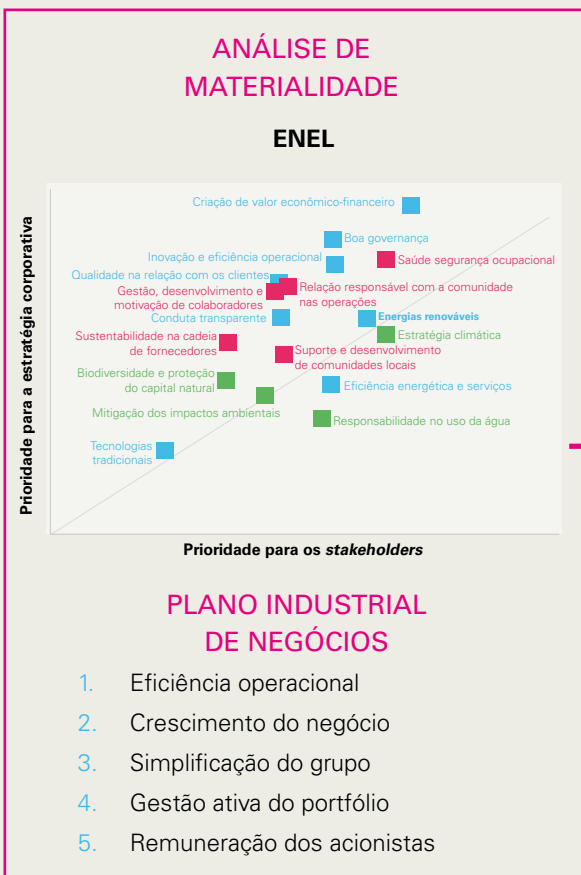 ANÁLISE DE
MATERIALIDADE
ENEL
Prioridade para a estratégia corporativa
Criação de valor econômico-financeiro
Boa governança
Inovação e eficiência operacional
Saúde segurança ocupacional
Qualidade na relação com os clientes
Gestão, desenvolvimento e
motivação de colaboradores
Relação responsável com a comunidade
nas operações
Conduta transparente
Energias renováveis
Estratégia climática
Sustentabilidade na cadeia
de fornecedores
Suporte e desenvolvimento
de comunidades locais
Biodiversidade e proteção
do capital natural
Eficiência energética e serviços
Mitigação dos impactos ambientais
Responsabilidade no uso da água
Tecnologias
tradicionais
Prioridade para os stakeholders
PLANO INDUSTRIAL
DE NEGÓCIOS
1. Eficiência operacional
2. Crescimento do negócio
3. Simplificação do grupo
4. Gestão ativa do portfólio
5. Remuneração dos acionistas